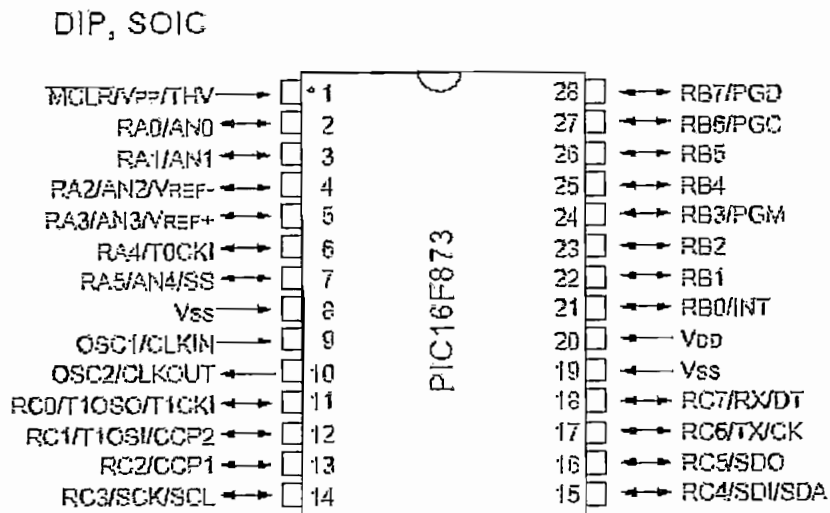 DIP, SOIC
MCLR/VPP/THV 1
RA0/AN0 2
RA1/AN1 3
RA2/AN2/VREF- 4
RA3/AN3/VREF+ 5
RA4/T0CKI 6
RA5/AN4/SS 7
VSS 8
OSC1/CLKIN 9
OSC2/CLKOUT 10
RC0/T1OSO/T1CKI 11
RC1/T1OSI/CCP2 12
RC2/CCP1 13
RC3/SCK/SCL 14
PIC16F873
28 RB7/PGD
27 RB6/PGC
26 RB5
25 RB4
24 RB3/PGM
23 RB2
22 RB1
21 RB0/INT
20 VDD
19 VSS
18 RC7/RX/DT
17 RC6/TX/CK
16 RC5/SDO
15 RC4/SDI/SDA